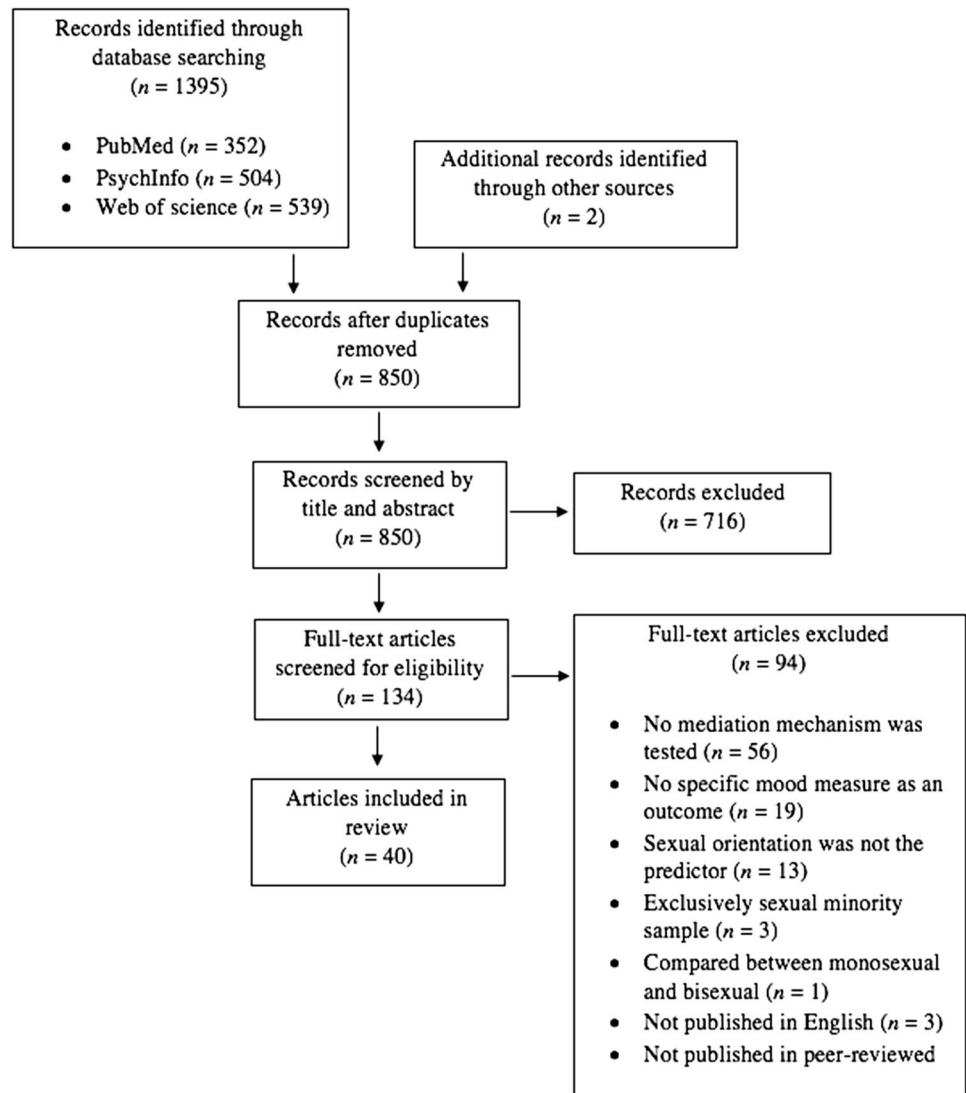 Records identified through
database searching
(n = 1395)
• PubMed (n = 352)
• PsychInfo (n = 504)
• Web of science (n = 539)
Additional records identified
through other sources
(n = 2)
Records after duplicates
removed
(n = 850)
Records screened by
title and abstract
(n = 850)
Records excluded
(n = 716)
Full-text articles
screened for eligibility
(n = 134)
Full-text articles excluded
(n = 94)
• No mediation mechanism was
tested (n = 56)
• No specific mood measure as an
outcome (n = 19)
• Sexual orientation was not the
predictor (n = 13)
• Exclusively sexual minority
sample (n = 3)
• Compared between monosexual
and bisexual (n = 1)
• Not published in English (n = 3)
• Not published in peer-reviewed
Articles included in
review
(n = 40)